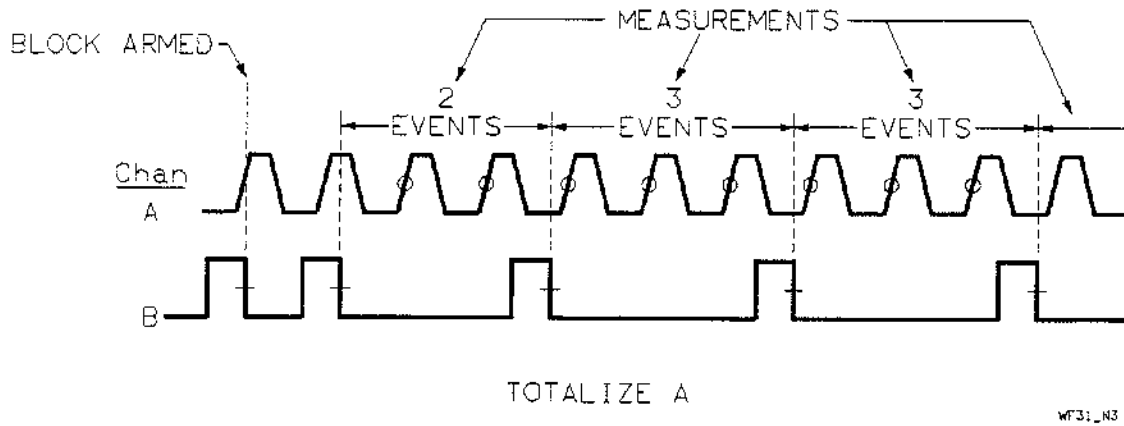 MEASUREMENTS
BLOCK ARMED
2
EVENTS
3
EVENTS
3
EVENTS
Chan
A
B
TOTALIZE A
WF31_N3